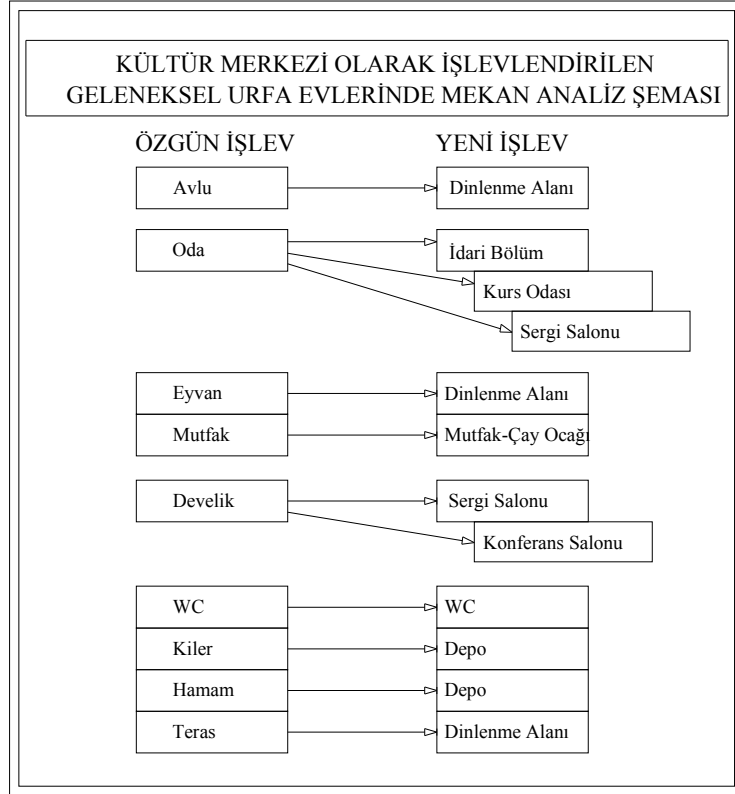 KÜLTÜR MERKEZİ OLARAK İŞLEVLENDİRİLEN
GELENEKSEL URFA EVLERİNDE MEKAN ANALİZ ŞEMASI
ÖZGÜN İŞLEV YENİ İŞLEV
Avlu Dinlenme Alanı
Oda İdari Bölüm
Kurs Odası
Sergi Salonu
Eyvan Dinlenme Alanı
Mutfak Mutfak-Çay Ocağı
Develik Sergi Salonu
Konferans Salonu
WC WC
Kiler Depo
Hamam Depo
Teras Dinlenme Alanı